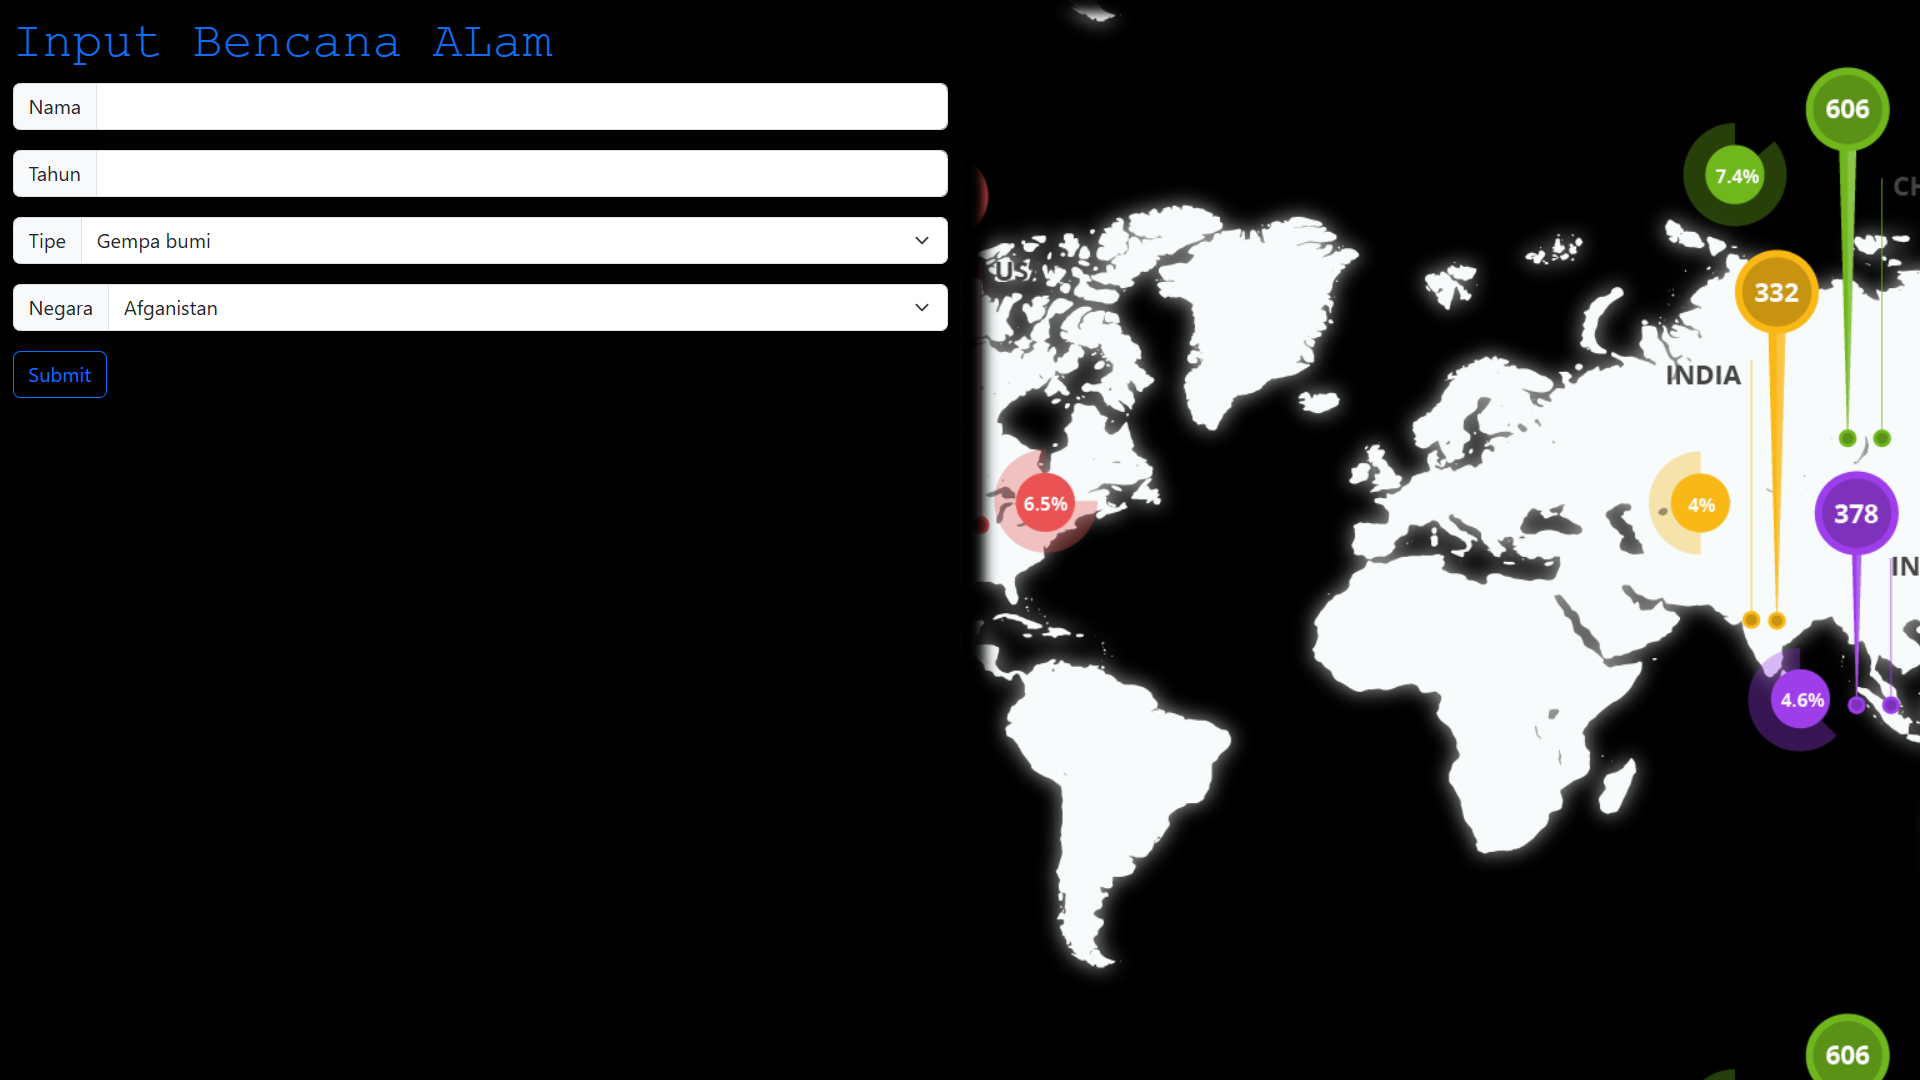 Input Bencana ALam
Nama
Tahun
Tipe
Gempa bumi
Negara
Afganistan
Submit
606
7.4%
CH
US
332
INDIA
6.5%
4%
378
IN
4.6%
606